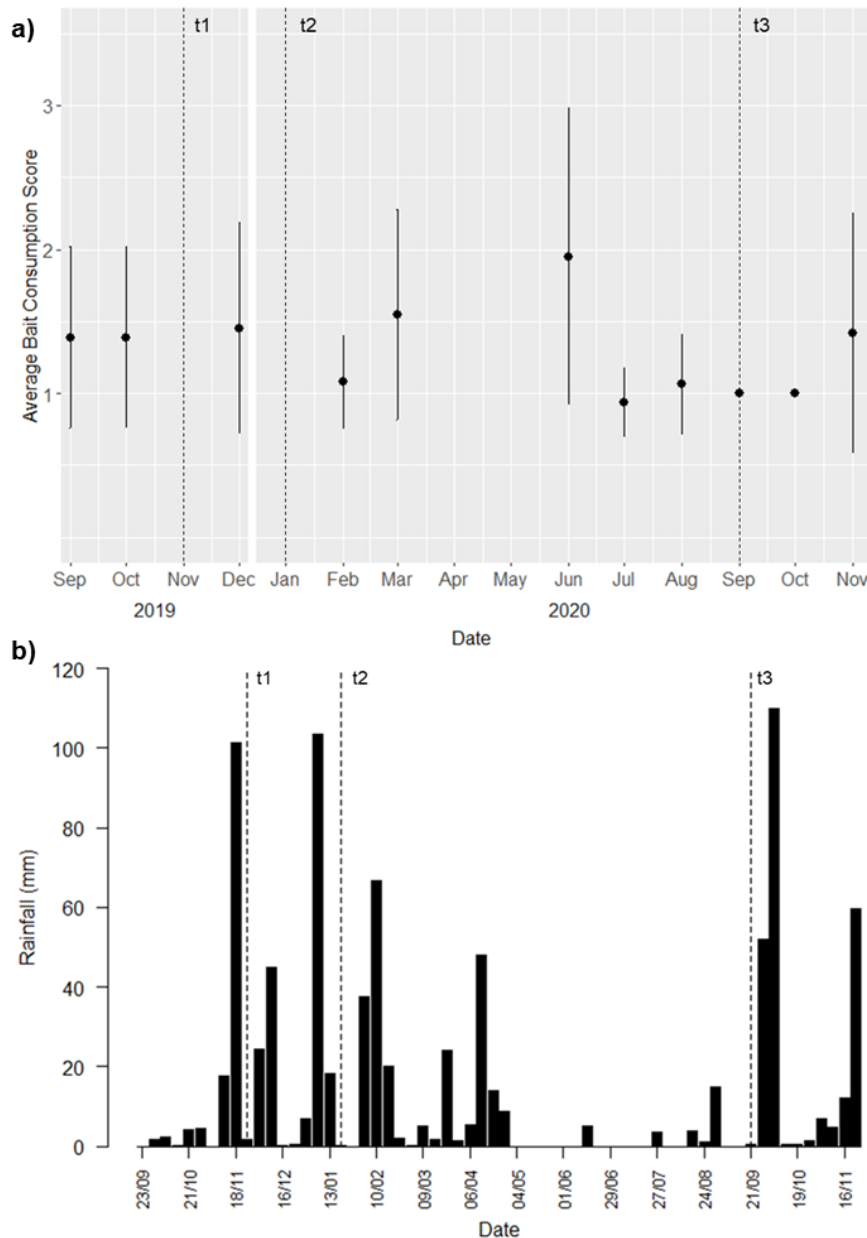 a)
t1 t2 t3
3
2
1
Average Bait Consumption Score
Sep Oct Nov Dec Jan Feb Mar Apr May Jun Jul Aug Sep Oct Nov
2019 2020
Date
b)
t1 t2 t3
120
100
80
60
40
20
0
Rainfall (mm)
23/09 21/10 18/11 16/12 13/01 10/02 09/03 06/04 04/05 01/06 29/06 27/07 24/08 21/09 19/10 16/11
Date